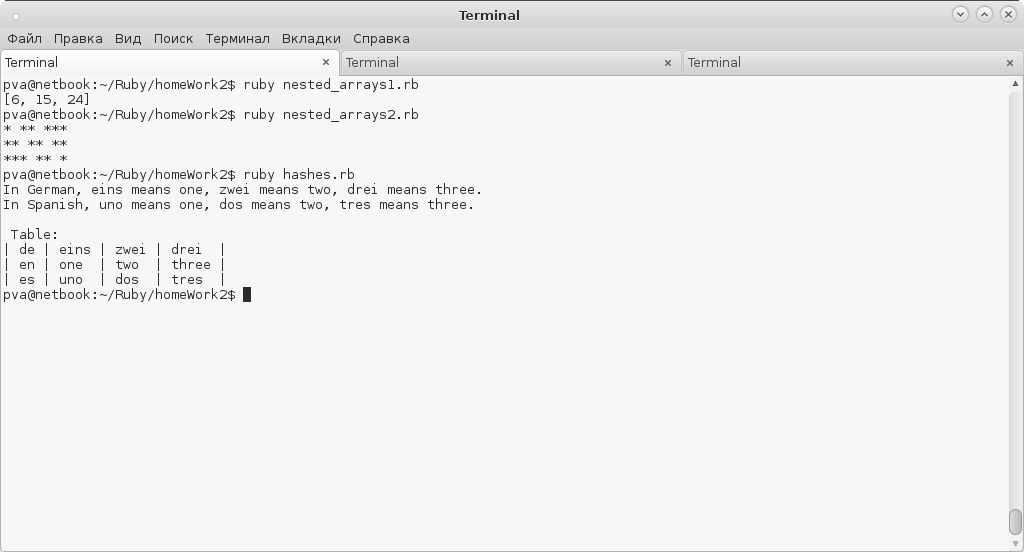 Terminal
Файл Правка Вид Поиск Терминал Вкладки Справка
Terminal Terminal Terminal
pva@netbook:~/Ruby/homeWork2$ ruby nested_arrays1.rb
[6, 15, 24]
pva@netbook:~/Ruby/homeWork2$ ruby nested_arrays2.rb
* ** ***
** ** **
*** ** *
pva@netbook:~/Ruby/homeWork2$ ruby hashes.rb
In German, eins means one, zwei means two, drei means three.
In Spanish, uno means one, dos means two, tres means three.
Table:
| de | eins | zwei | drei  |
| en | one  | two  | three |
| es | uno  | dos  | tres  |
pva@netbook:~/Ruby/homeWork2$